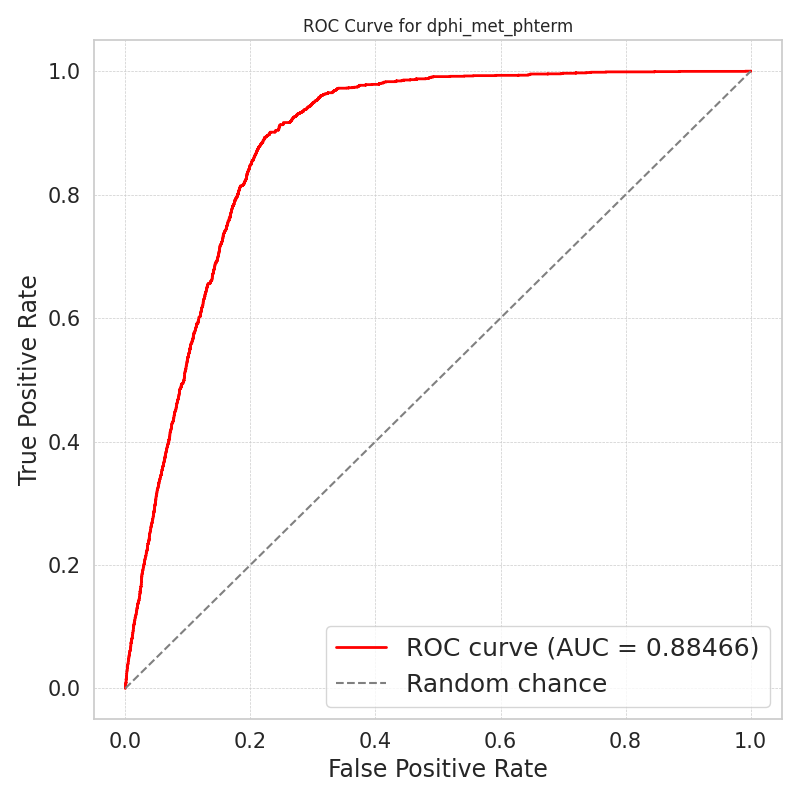 ROC Curve for dphi_met_phterm
True Positive Rate
1.0
0.8
0.6
0.4
0.2
0.0
ROC curve (AUC = 0.88466)
Random chance
0.0 0.2 0.4 0.6 0.8 1.0
False Positive Rate